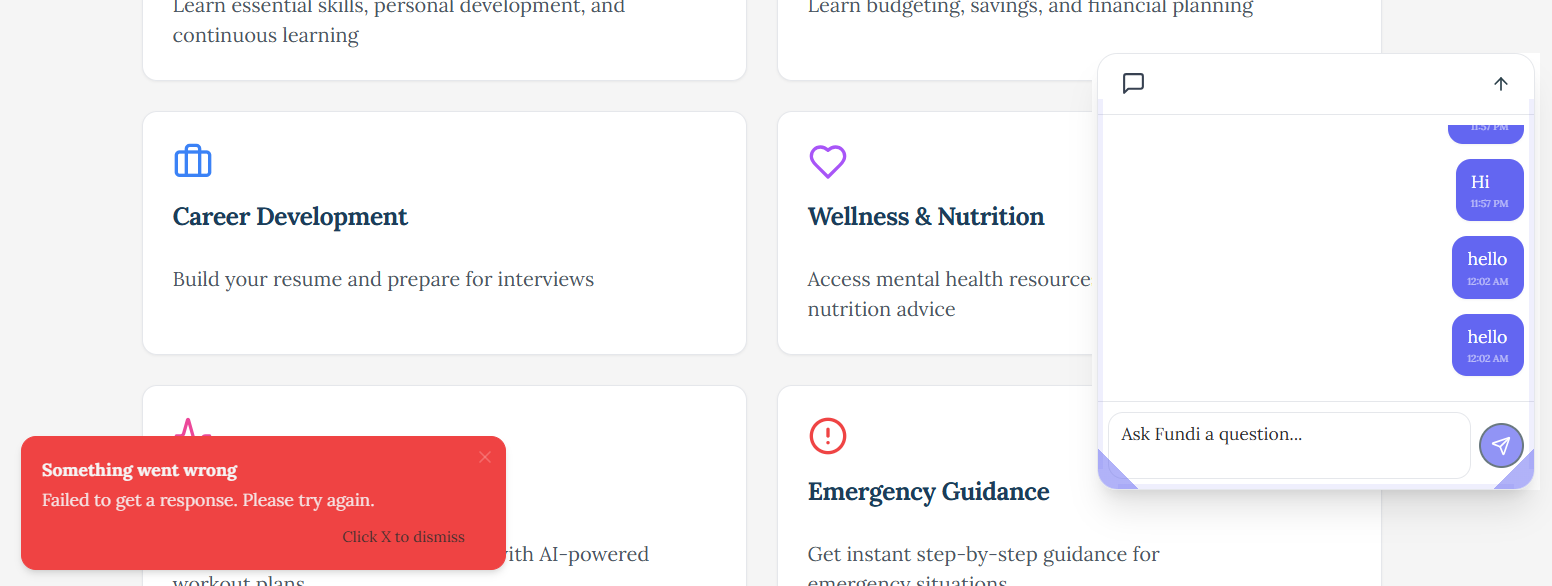 Learn essential skills, personal development, and
continuous learning
Learn budgeting, savings, and financial planning
Career Development
Build your resume and prepare for interviews
Wellness & Nutrition
Access mental health resource
nutrition advice
Something went wrong
Failed to get a response. Please try again.
Click X to dismiss
with AI-powered
workout plans
Emergency Guidance
Get instant step-by-step guidance for
emergency situations
11:57 PM
Hi
11:57 PM
hello
12:02 AM
hello
12:02 AM
Ask Fundi a question...